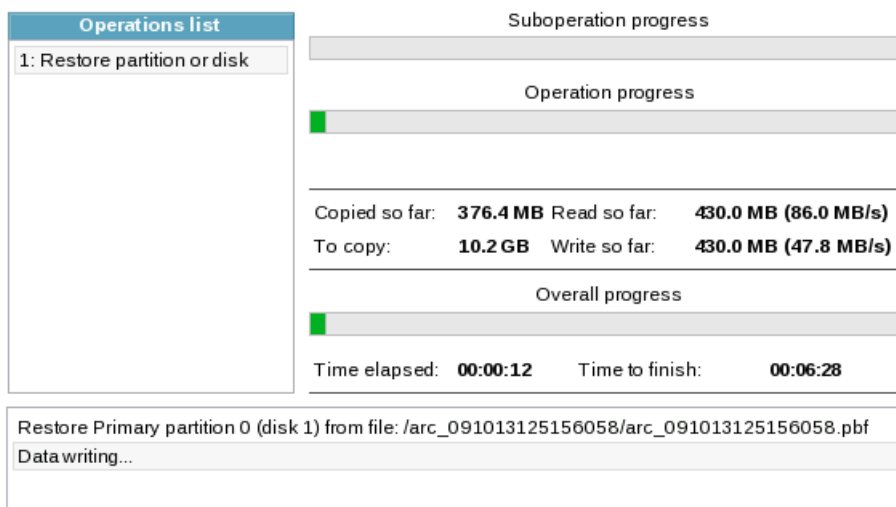 Operations list
1: Restore partition or disk
Suboperation progress
Operation progress
Copied so far: 376.4 MB Read so far: 430.0 MB (86.0 MB/s)
To copy: 10.2 GB Write so far: 430.0 MB (47.8 MB/s)
Overall progress
Time elapsed: 00:00:12 Time to finish: 00:06:28
Restore Primary partition 0 (disk 1) from file: /arc_091013125156058/arc_091013125156058.pbf
Data writing...